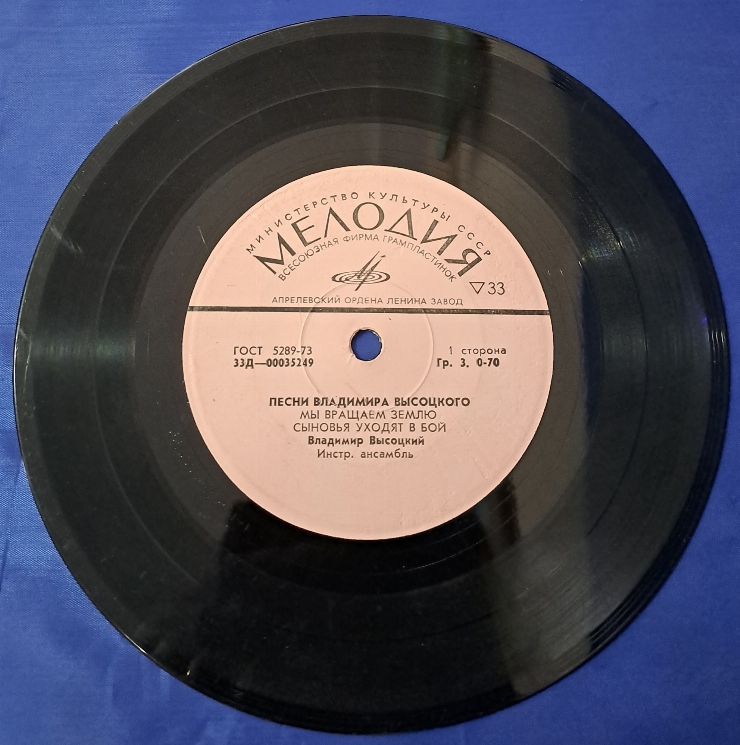 МИНИСТЕРСТВО КУЛЬТУРЫ СССР
МЕЛОДИЯ
ВСЕСОЮЗНАЯ ФИРМА ГРАМПЛАСТИНОК
АПРЕЛЕВСКИЙ ОРДЕНА ЛЕНИНА ЗАВОД
▽33
ГОСТ 5289-73
33Д—00035249
1 сторона
Гр. 3, 0-70
ПЕСНИ ВЛАДИМИРА ВЫСОЦКОГО
МЫ ВРАЩАЕМ ЗЕМЛЮ
СЫНОВЬЯ УХОДЯТ В БОЙ
Владимир Высоцкий
Инстр. ансамбль